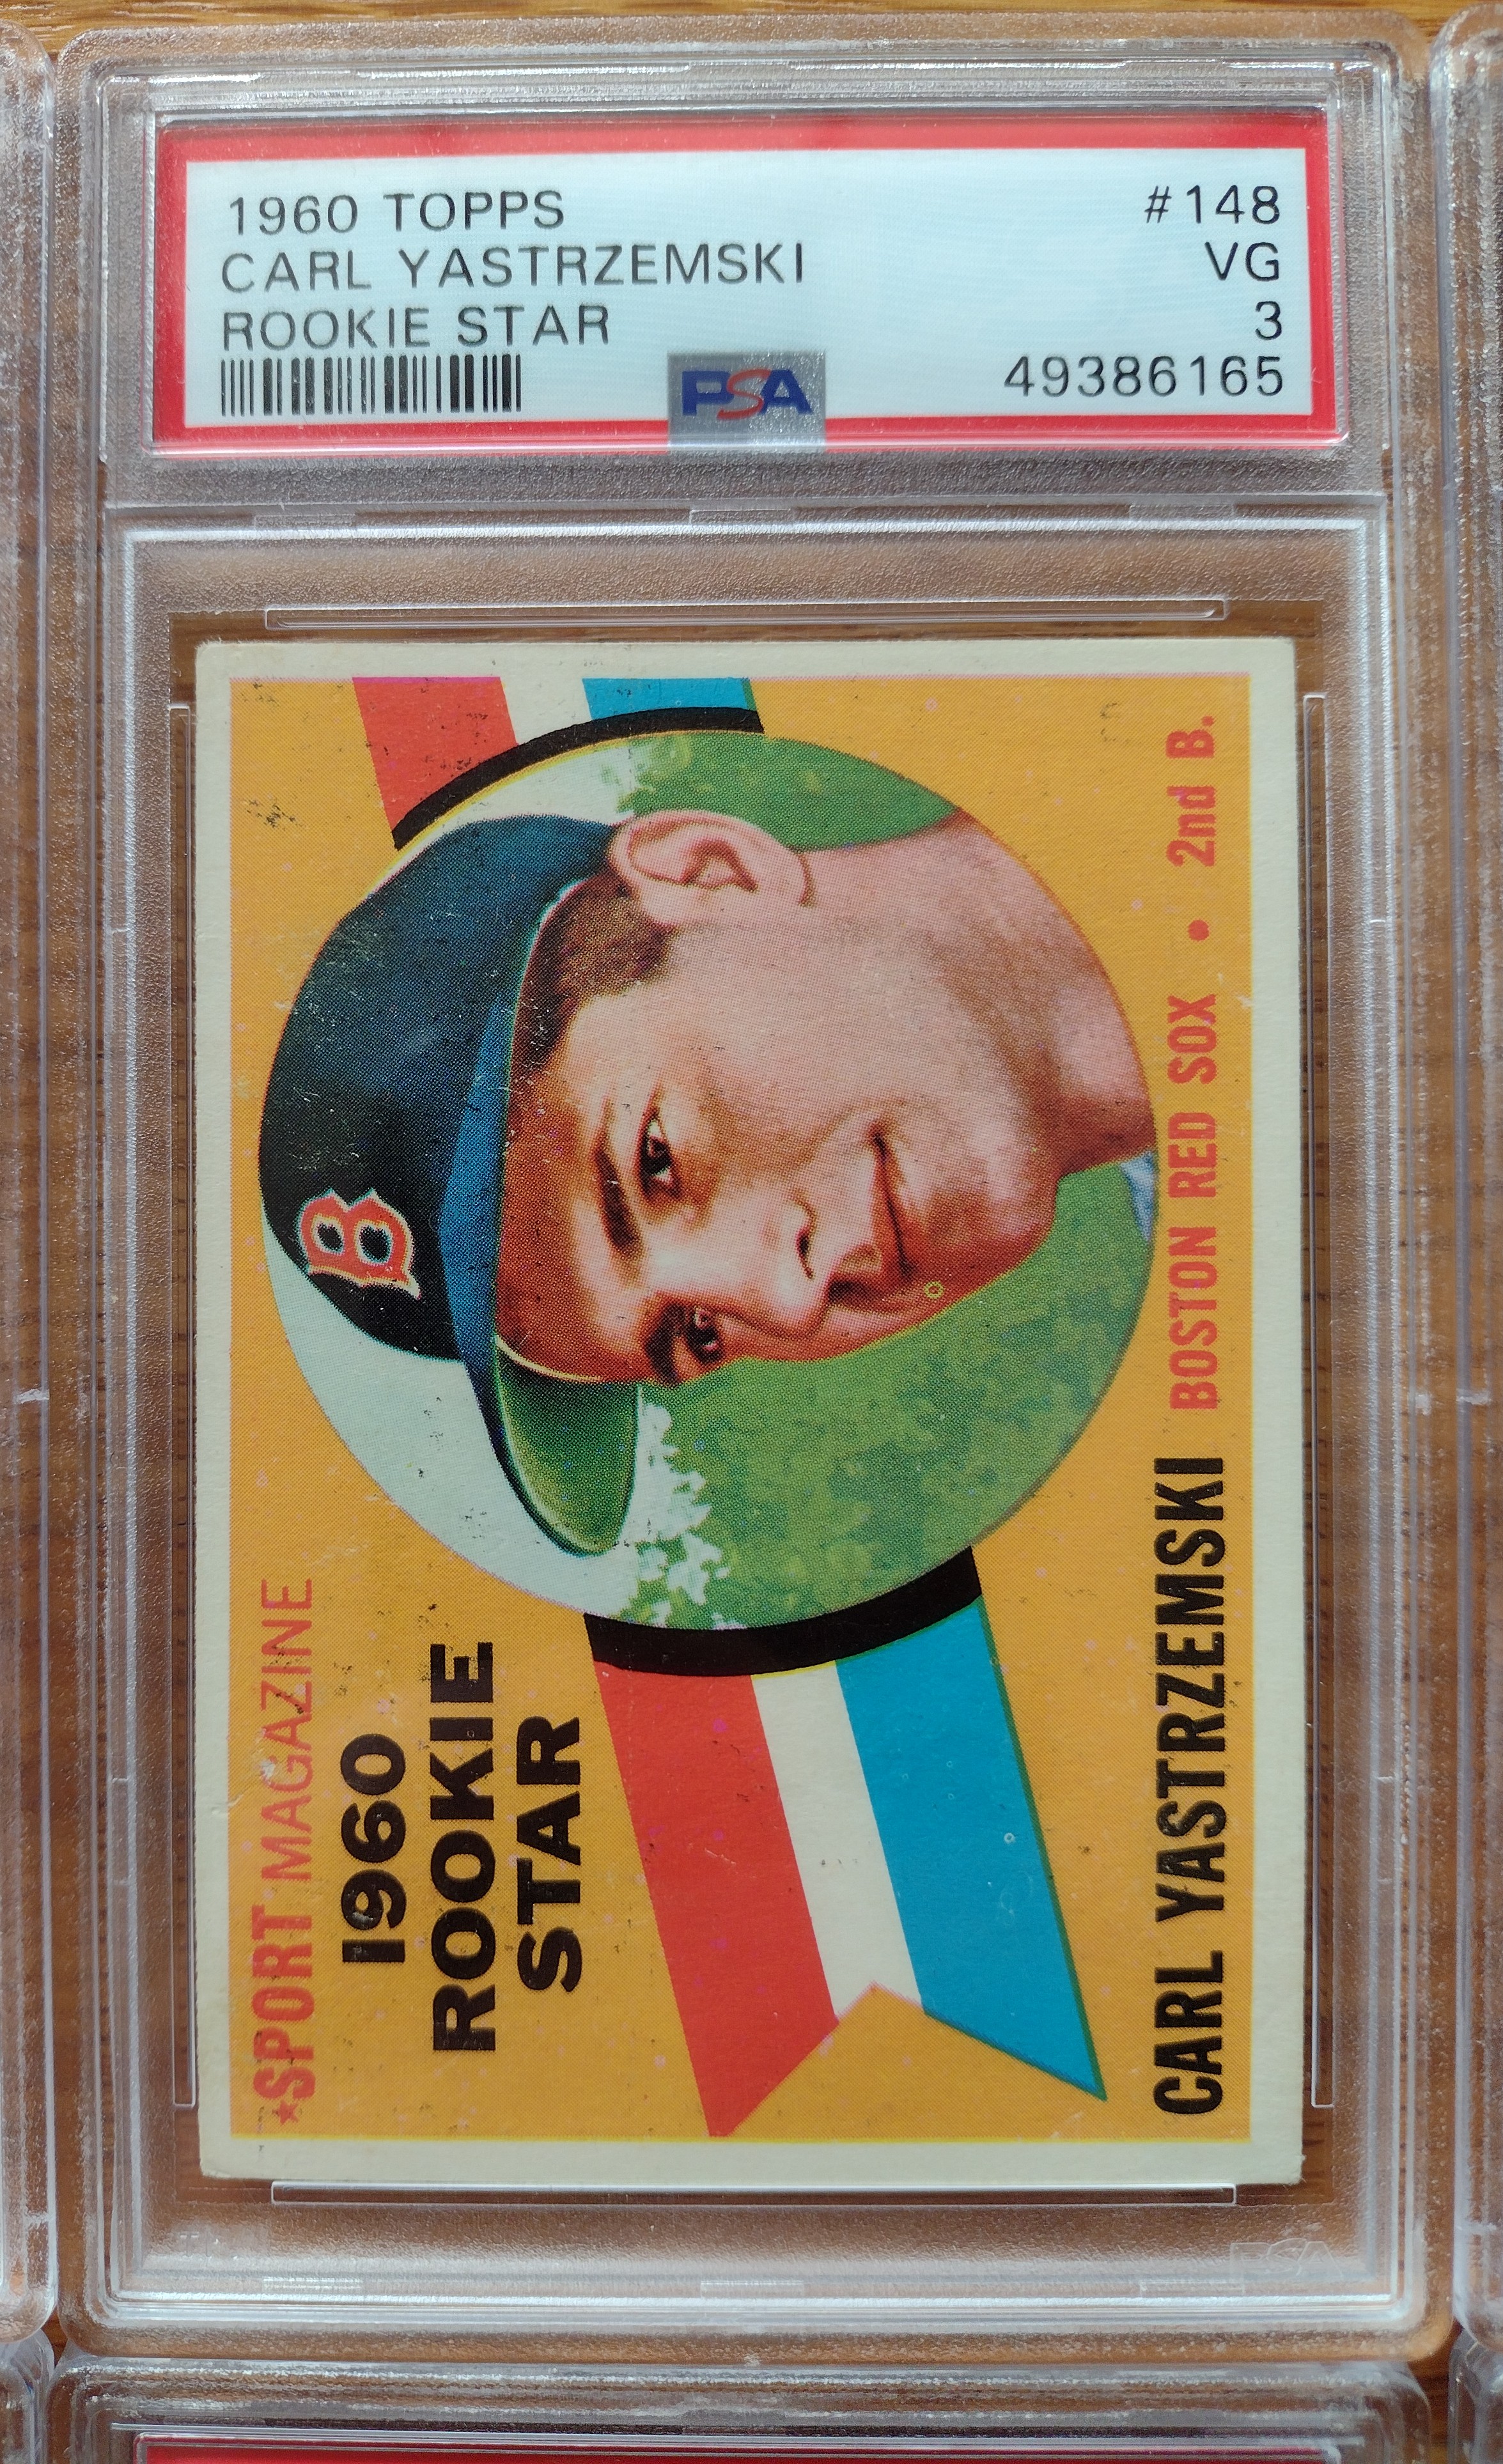 1960 TOPPS #148
CARL YASTRZEMSKI VG
ROOKIE STAR 3
PSA 49386165
★SPORT MAGAZINE
1960
ROOKIE
STAR
B
CARL YASTRZEMSKI BOSTON RED SOX • 2nd B.
PSA